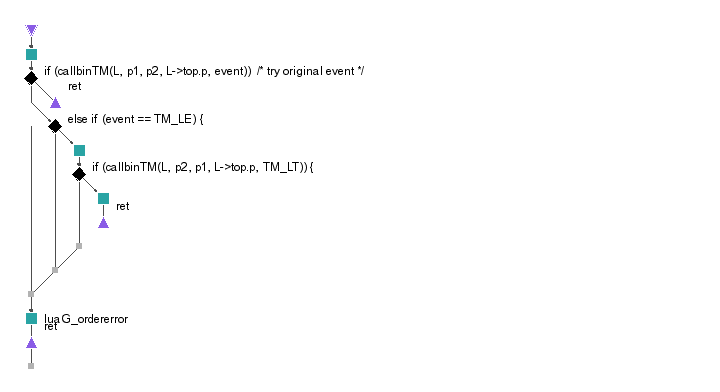 if (callbinTM(L, p1, p2, L->top.p, event))  /* try original event */
ret
else if (event == TM_LE) {
if (callbinTM(L, p2, p1, L->top.p, TM_LT)) {
ret
luaG_ordererror
ret